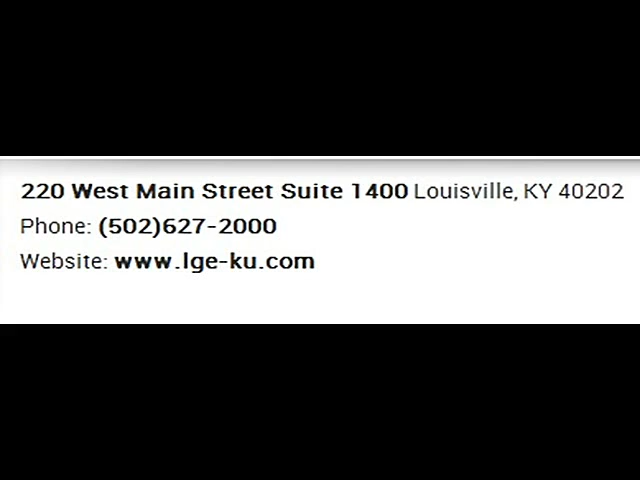 220 West Main Street Suite 1400 Louisville, KY 40202
Phone: (502)627-2000
Website: www.lge-ku.com